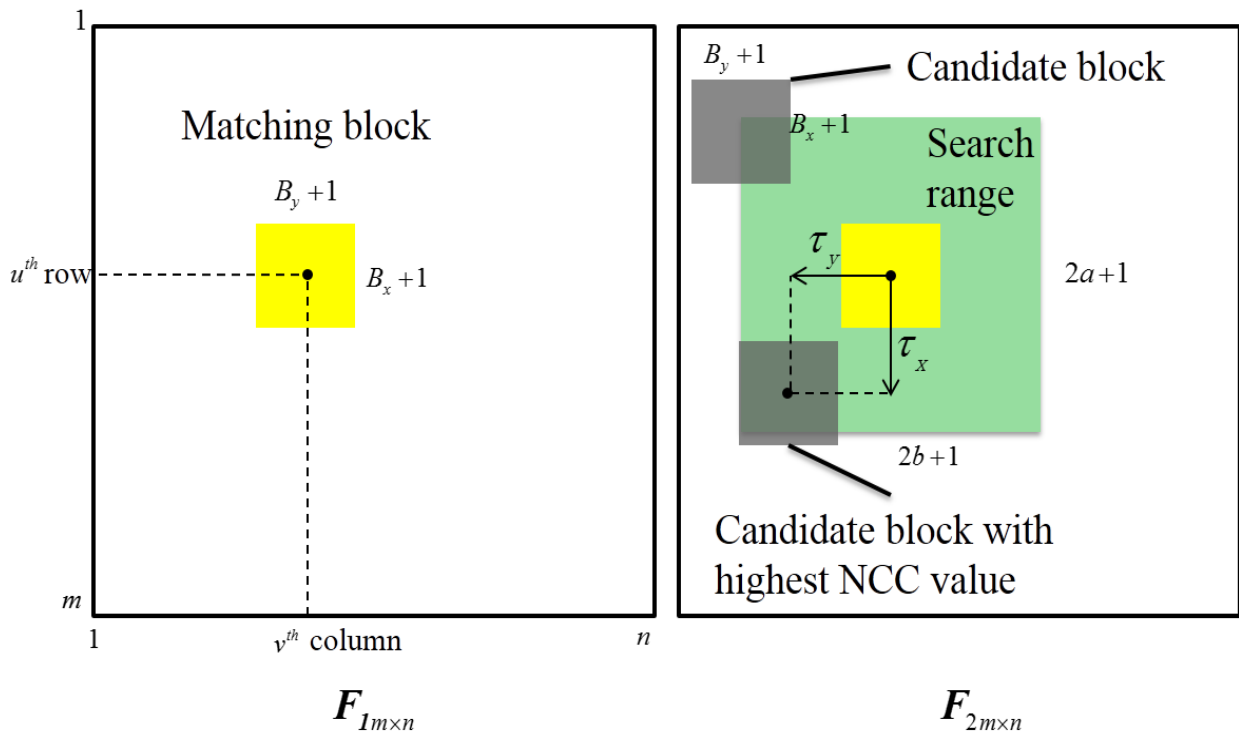 1
Matching block
B_y +1
u^th row
B_x +1
m
1
v^th column
n
F_1m×n
B_y +1
Candidate block
B_x +1
Search
range
τ_y
2a+1
τ_x
2b+1
Candidate block with
highest NCC value
F_2m×n